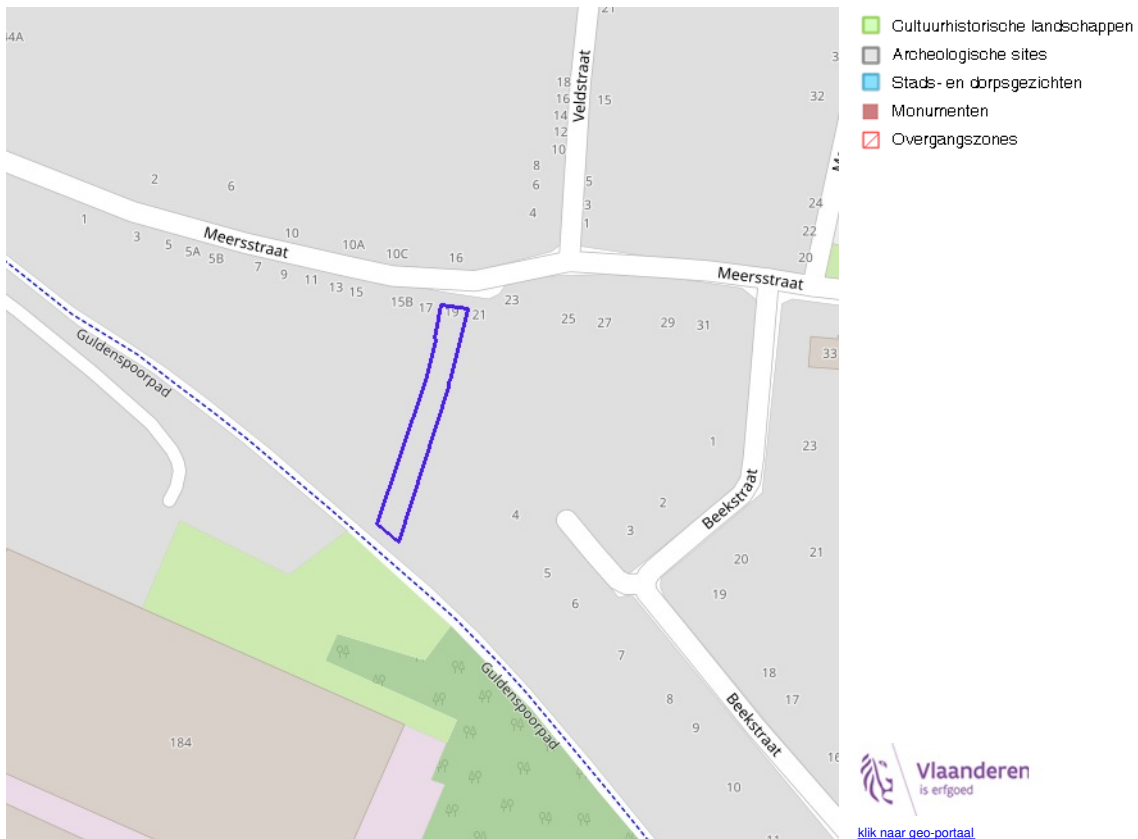 21
44A
Veldstraat
18
16
15
14
12
10
8
6
5
4
3
1
32
24
22
20
2
6
1
3
5
5A
5B
Meersstraat
10
10A
10C
16
7
9
11
13
15
15B
17
19
21
23
25
27
29
31
33
Meersstraat
Guldenspoorpad
1
23
2
3
Beekstraat
4
5
6
20
19
21
7
8
9
18
17
16
Beekstraat
10
11
Guldenspoorpad
184
Cultuurhistorische landschappen
Archeologische sites
Stads- en dorpsgezichten
Monumenten
Overgangszones
Vlaanderen
is erfgoed
klik naar geo-portaal